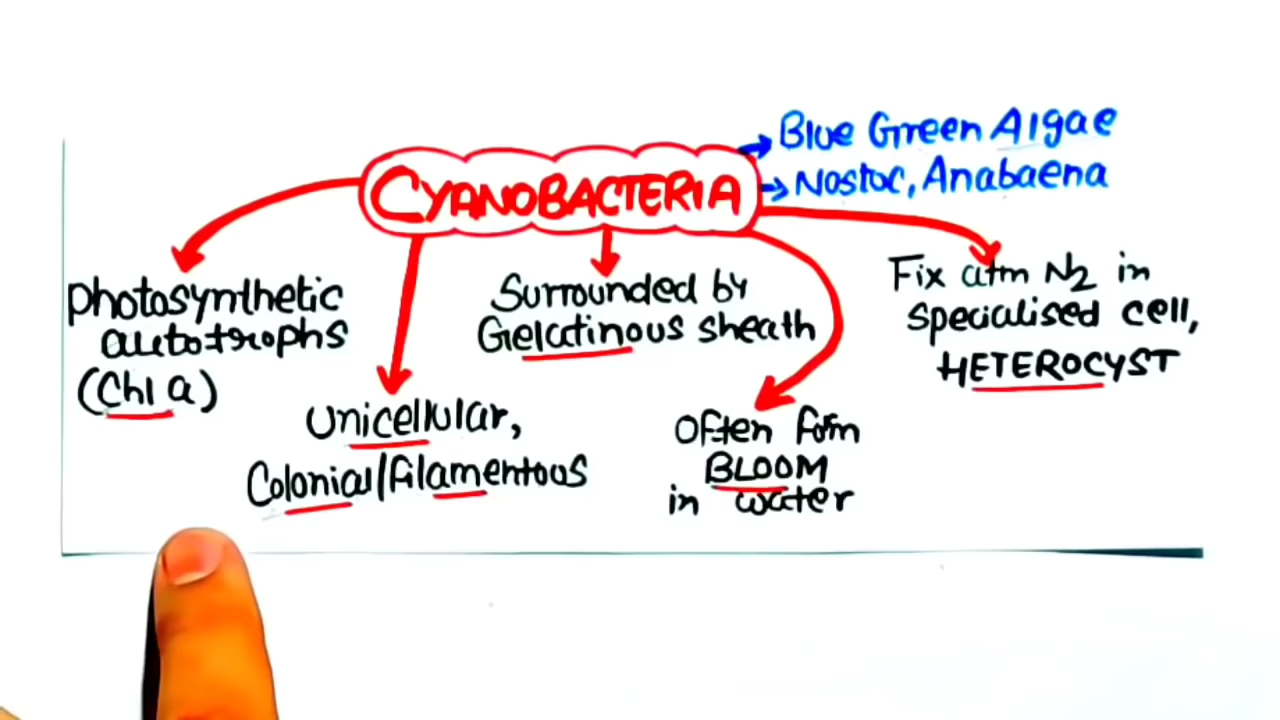 Blue Green Algae
CYANOBACTERIA
Nostoc, Anabaena
Photosynthetic
autotrophs
(Chl a)
Unicellular,
Colonial/filamentous
Surrounded by
Gelatinous sheath
Often form
BLOOM
in water
Fix atm N2 in
specialised cell,
HETEROCYST